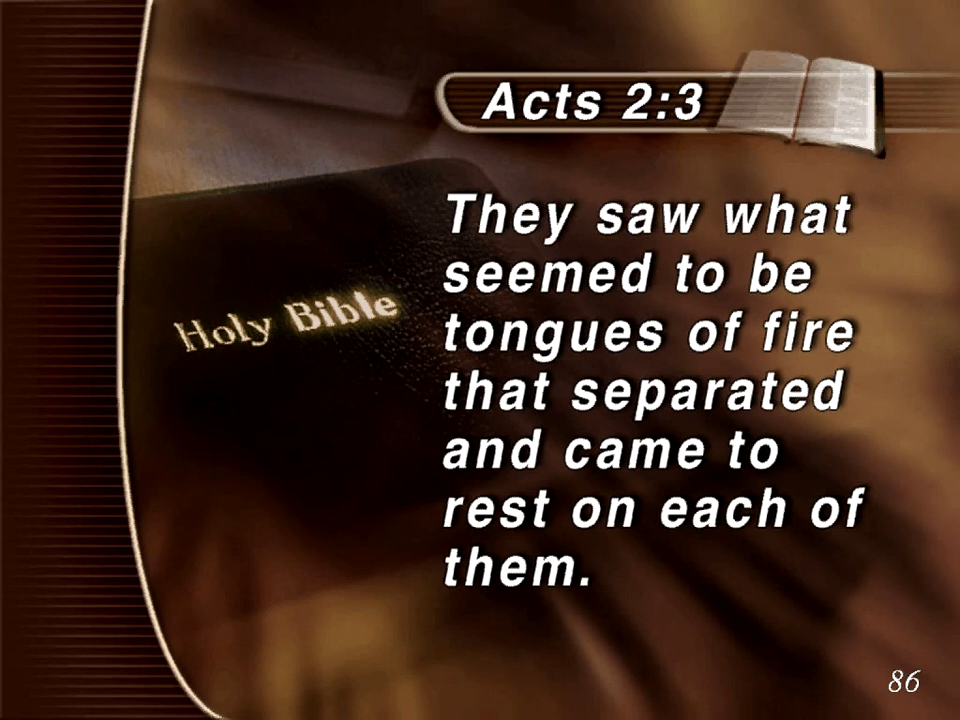 Acts 2:3
They saw what
seemed to be
tongues of fire
that separated
and came to
rest on each of
them.
Holy Bible
86